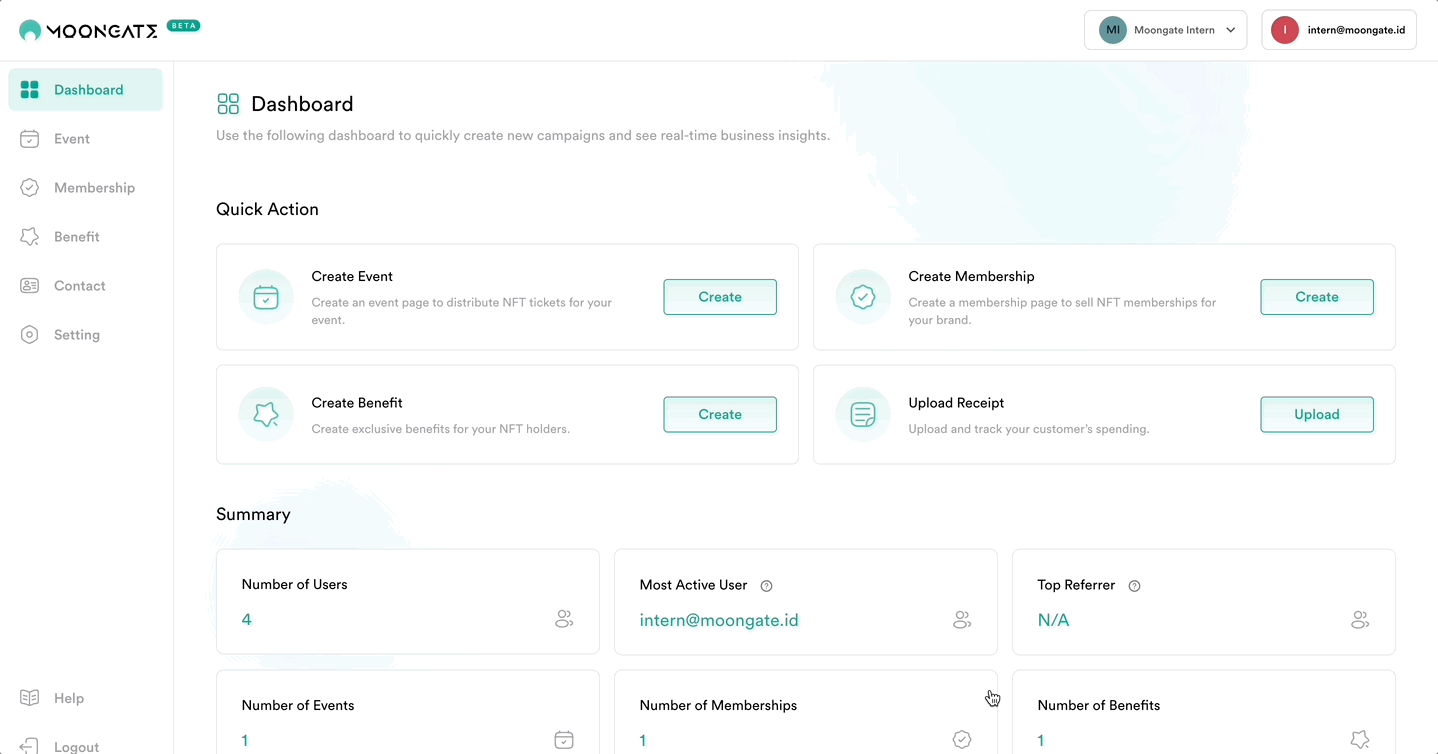 MOONGATE BETA
MI Moongate Intern
I intern@moongate.id
Dashboard
Event
Membership
Benefit
Contact
Setting
Help
Logout
Dashboard
Use the following dashboard to quickly create new campaigns and see real-time business insights.
Quick Action
Create Event
Create an event page to distribute NFT tickets for your
event.
Create
Create Membership
Create a membership page to sell NFT memberships for
your brand.
Create
Create Benefit
Create exclusive benefits for your NFT holders.
Create
Upload Receipt
Upload and track your customer's spending.
Upload
Summary
Number of Users
4
Most Active User ?
intern@moongate.id
Top Referrer ?
N/A
Number of Events
1
Number of Memberships
1
Number of Benefits
1